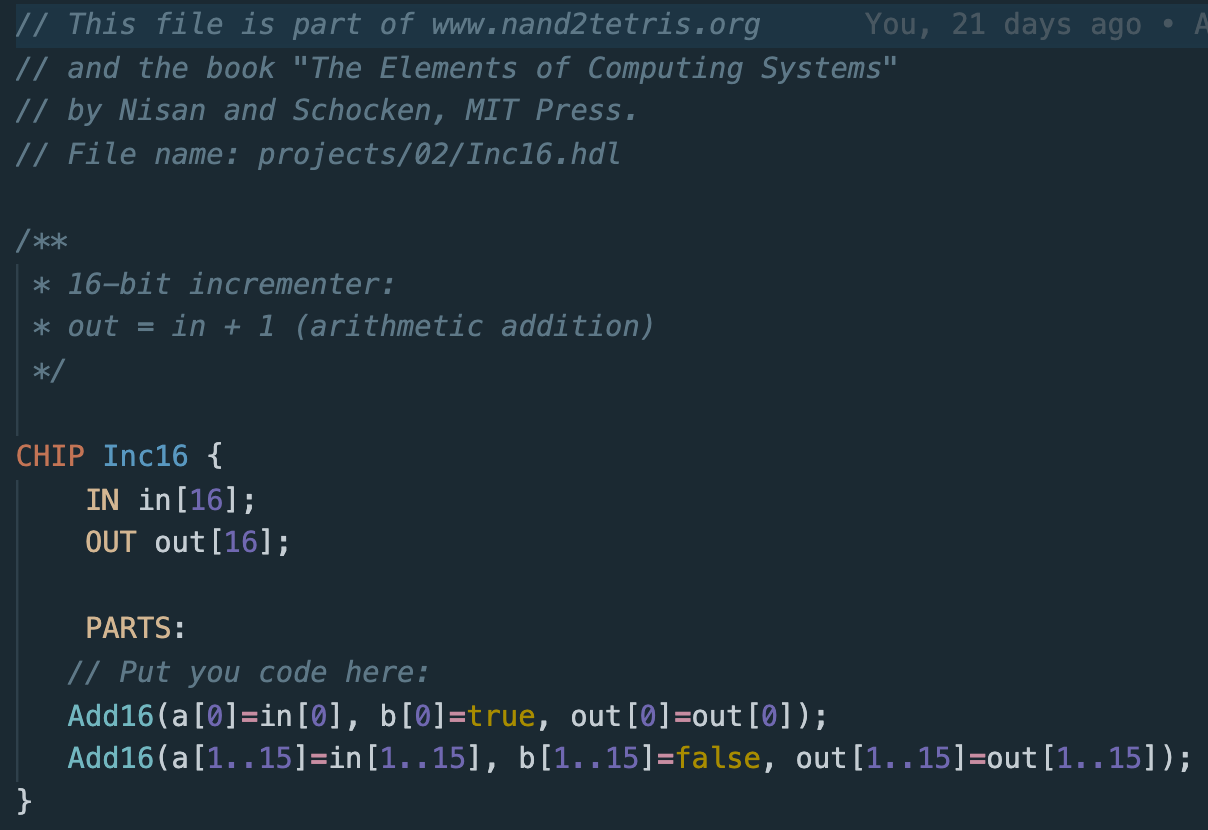 // This file is part of www.nand2tetris.org You, 21 days ago • A
// and the book "The Elements of Computing Systems"
// by Nisan and Schocken, MIT Press.
// File name: projects/02/Inc16.hdl
/**
* 16-bit incrementer:
* out = in + 1 (arithmetic addition)
*/
CHIP Inc16 {
IN in[16];
OUT out[16];
PARTS:
// Put you code here:
Add16(a[0]=in[0], b[0]=true, out[0]=out[0]);
Add16(a[1..15]=in[1..15], b[1..15]=false, out[1..15]=out[1..15]);
}